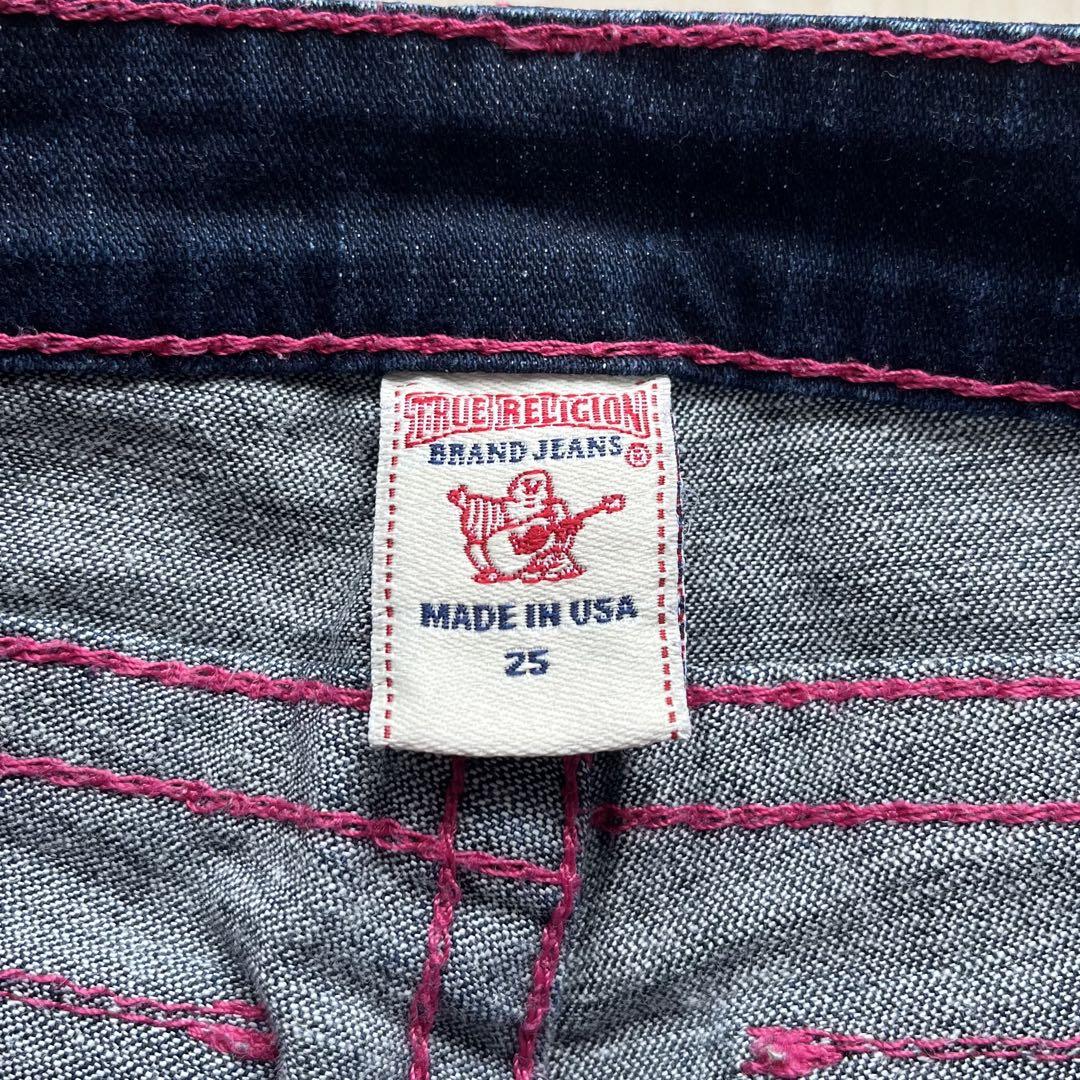 TRUE RELIGION
BRAND JEANS ®
MADE IN USA
25